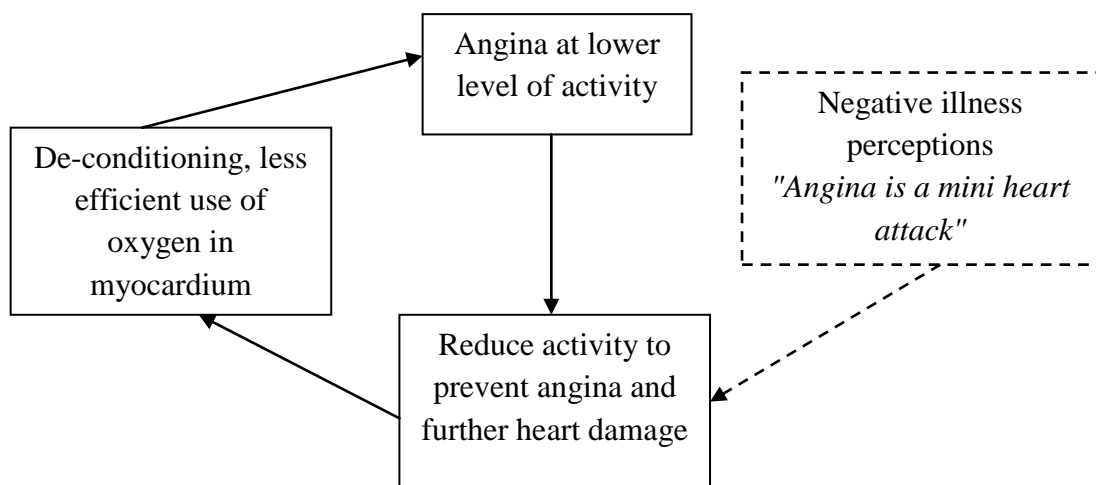 Angina at lower
level of activity
Negative illness
perceptions
"Angina is a mini heart
attack"
De-conditioning, less
efficient use of
oxygen in
myocardium
Reduce activity to
prevent angina and
further heart damage